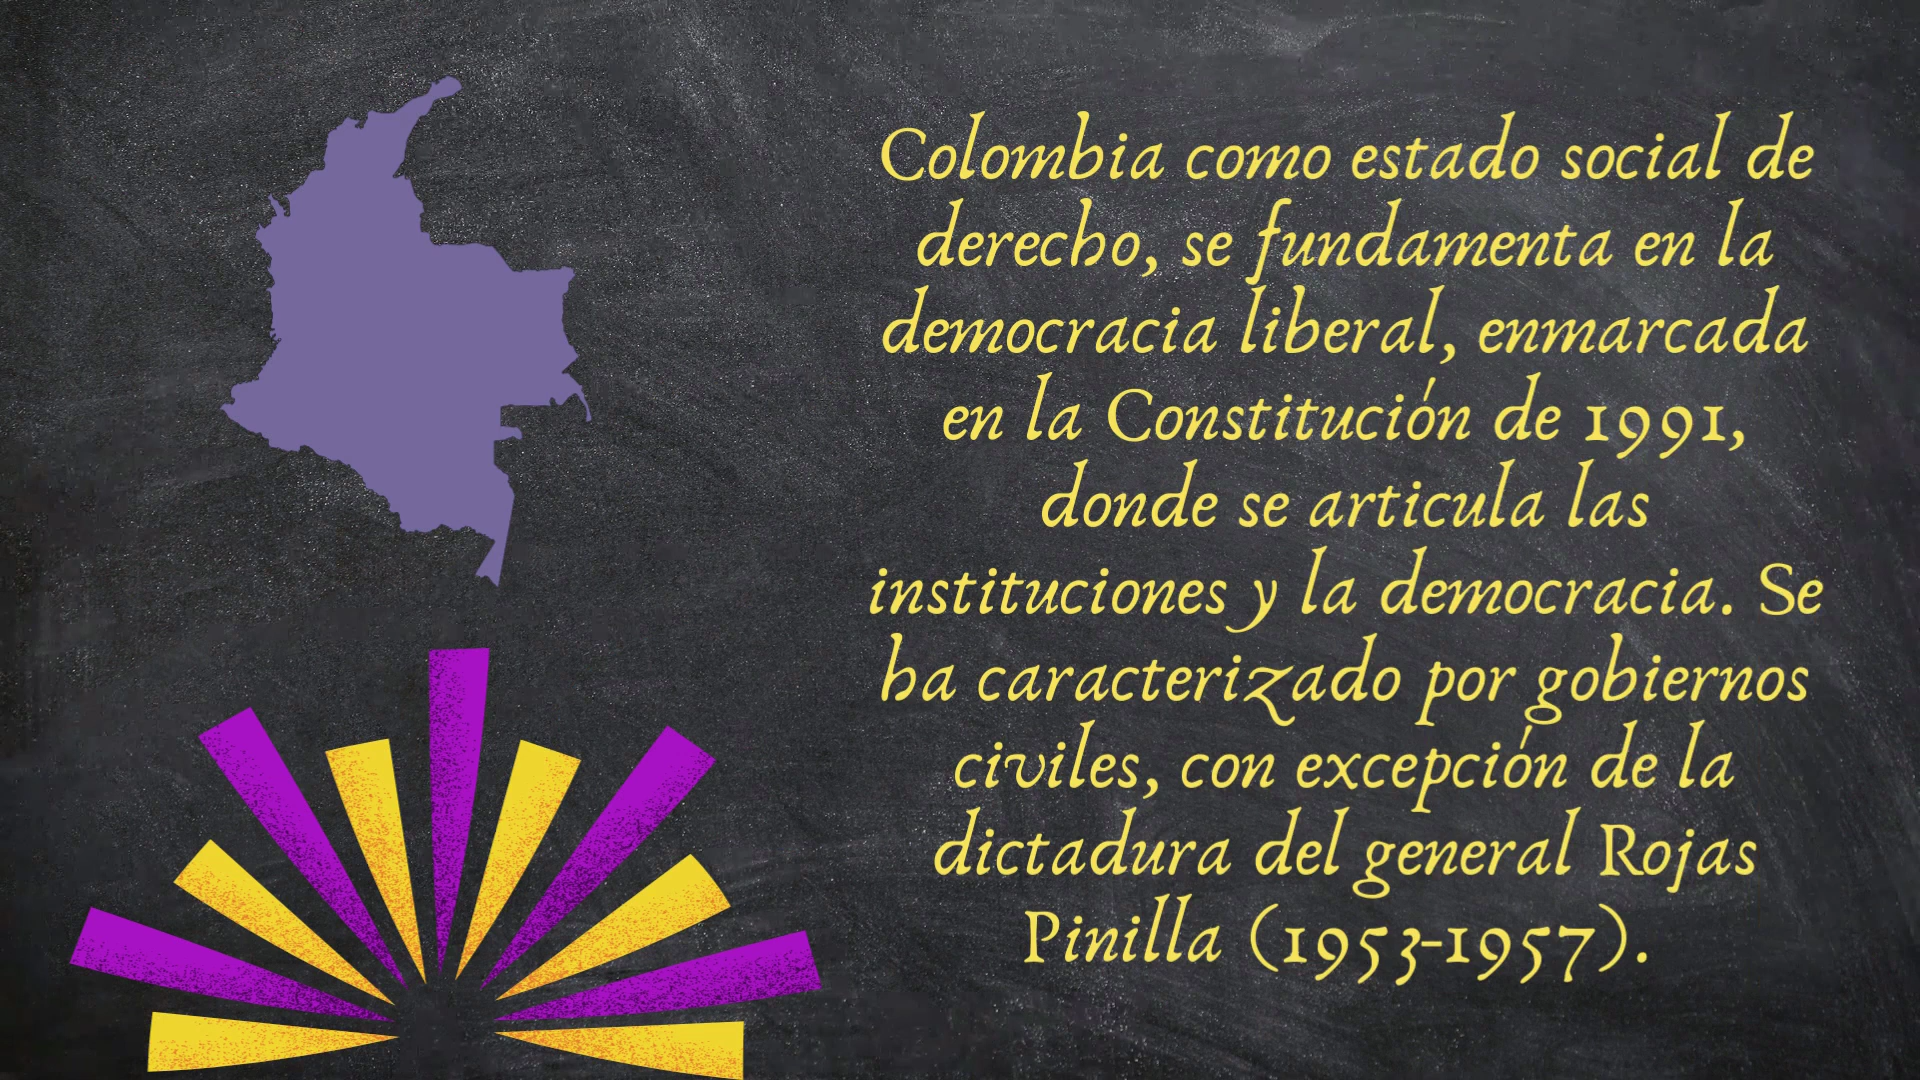 Colombia como estado social de
derecho, se fundamenta en la
democracia liberal, enmarcada
en la Constitución de 1991,
donde se articula las
instituciones y la democracia. Se
ha caracterizado por gobiernos
civiles, con excepción de la
dictadura del general Rojas
Pinilla (1953-1957).